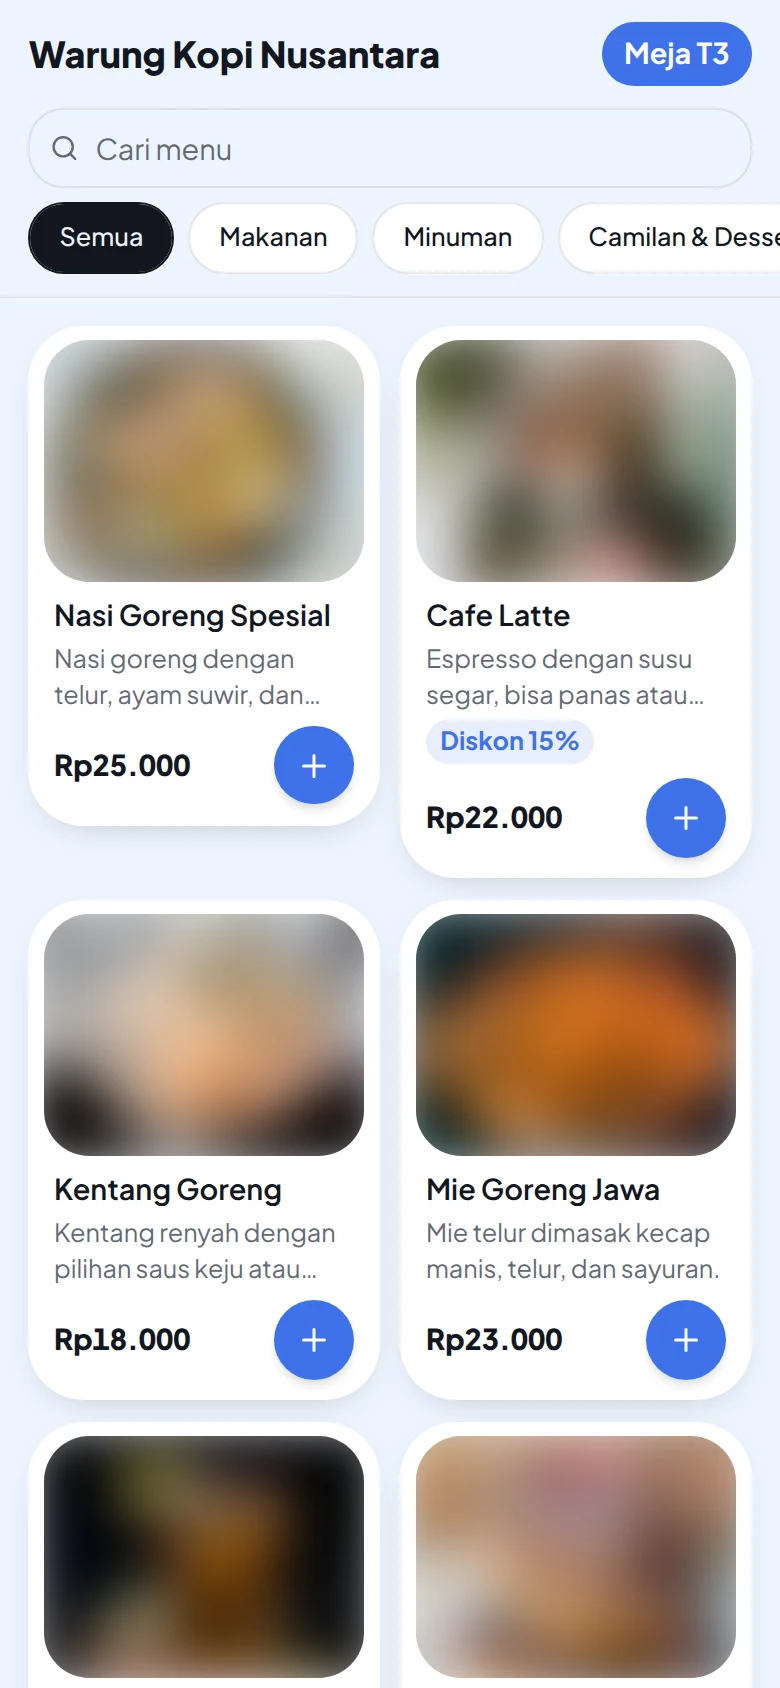 Warung Kopi Nusantara
Meja T3
Cari menu
Semua
Makanan
Minuman
Camilan & Desse
Nasi Goreng Spesial
Nasi goreng dengan
telur, ayam suwir, dan...
Rp25.000
Cafe Latte
Espresso dengan susu
segar, bisa panas atau...
Diskon 15%
Rp22.000
Kentang Goreng
Kentang renyah dengan
pilihan saus keju atau...
Rp18.000
Mie Goreng Jawa
Mie telur dimasak kecap
manis, telur, dan sayuran.
Rp23.000